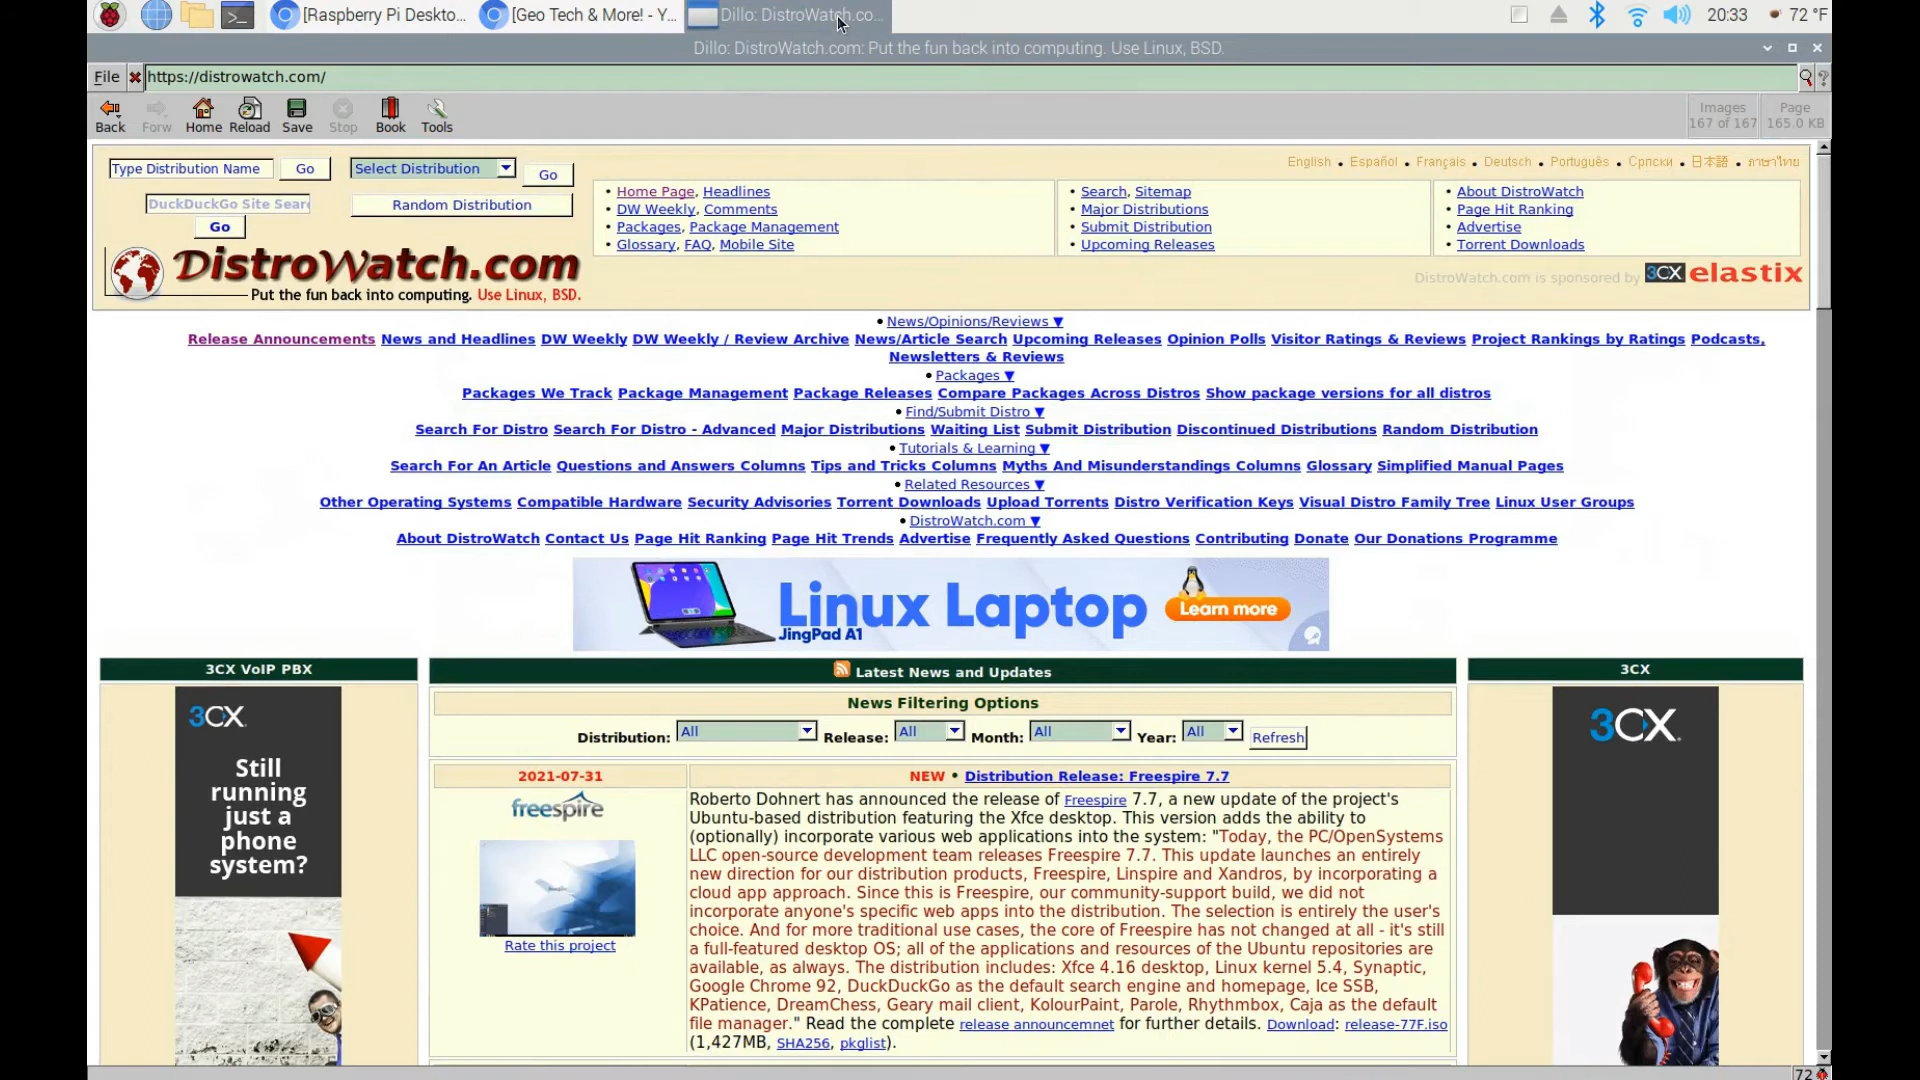 [Raspberry Pi Deskto...
[Geo Tech & More! - Y...
Dillo: DistroWatch.co...
20:33
72 °F
Dillo: DistroWatch.com: Put the fun back into computing. Use Linux, BSD.
File
https://distrowatch.com/
?
Back
Forw
Home
Reload
Save
Stop
Book
Tools
Images
167 of 167
Page
165.0 KB
English • Español • Français • Deutsch • Português • Српски • 日本語 • ภาษาไทย
Type Distribution Name
Go
Select Distribution
Go
DuckDuckGo Site Sear
Random Distribution
Go
• Home Page, Headlines
• DW Weekly, Comments
• Packages, Package Management
• Glossary, FAQ, Mobile Site
• Search, Sitemap
• Major Distributions
• Submit Distribution
• Upcoming Releases
• About DistroWatch
• Page Hit Ranking
• Advertise
• Torrent Downloads
DistroWatch.com
Put the fun back into computing. Use Linux, BSD.
DistroWatch.com is sponsored by 3CX elastix
• News/Opinions/Reviews ▼
Release Announcements News and Headlines DW Weekly DW Weekly / Review Archive News/Article Search Upcoming Releases Opinion Polls Visitor Ratings & Reviews Project Rankings by Ratings Podcasts,
Newsletters & Reviews
• Packages ▼
Packages We Track Package Management Package Releases Compare Packages Across Distros Show package versions for all distros
• Find/Submit Distro ▼
Search For Distro Search For Distro - Advanced Major Distributions Waiting List Submit Distribution Discontinued Distributions Random Distribution
• Tutorials & Learning ▼
Search For An Article Questions and Answers Columns Tips and Tricks Columns Myths And Misunderstandings Columns Glossary Simplified Manual Pages
• Related Resources ▼
Other Operating Systems Compatible Hardware Security Advisories Torrent Downloads Upload Torrents Distro Verification Keys Visual Distro Family Tree Linux User Groups
• DistroWatch.com ▼
About DistroWatch Contact Us Page Hit Ranking Page Hit Trends Advertise Frequently Asked Questions Contributing Donate Our Donations Programme
Linux Laptop
JingPad A1
Learn more
3CX VoIP PBX
3CX
Still
running
just a
phone
system?
Latest News and Updates
News Filtering Options
Distribution: All Release: All Month: All Year: All Refresh
2021-07-31
NEW • Distribution Release: Freespire 7.7
freespire
Rate this project
Roberto Dohnert has announced the release of Freespire 7.7, a new update of the project's
Ubuntu-based distribution featuring the Xfce desktop. This version adds the ability to
(optionally) incorporate various web applications into the system: "Today, the PC/OpenSystems
LLC open-source development team releases Freespire 7.7. This update launches an entirely
new direction for our distribution products, Freespire, Linspire and Xandros, by incorporating a
cloud app approach. Since this is Freespire, our community-support build, we did not
incorporate anyone's specific web apps into the distribution. The selection is entirely the user's
choice. And for more traditional use cases, the core of Freespire has not changed at all - it's still
a full-featured desktop OS; all of the applications and resources of the Ubuntu repositories are
available, as always. The distribution includes: Xfce 4.16 desktop, Linux kernel 5.4, Synaptic,
Google Chrome 92, DuckDuckGo as the default search engine and homepage, Ice SSB,
KPatience, DreamChess, Geary mail client, KolourPaint, Parole, Rhythmbox, Caja as the default
file manager." Read the complete release announcemnet for further details. Download: release-77F.iso
(1,427MB, SHA256, pkglist).
3CX
3CX
72